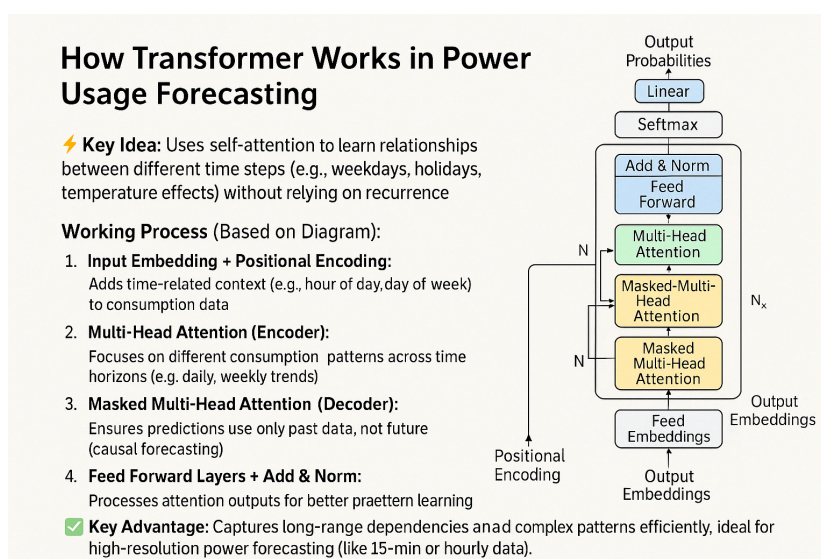 How Transformer Works in Power
Usage Forecasting
⚡ Key Idea: Uses self-attention to learn relationships
between different time steps (e.g., weekdays, holidays,
temperature effects) without relying on recurrence
Working Process (Based on Diagram):
1. Input Embedding + Positional Encoding:
Adds time-related context (e.g., hour of day,day of week)
to consumption data
2. Multi-Head Attention (Encoder):
Focuses on different consumption patterns across time
horizons (e.g. daily, weekly trends)
3. Masked Multi-Head Attention (Decoder):
Ensures predictions use only past data, not future
(causal forecasting)
4. Feed Forward Layers + Add & Norm:
Processes attention outputs for better praettern learning
✅ Key Advantage: Captures long-range dependencies anad complex patterns efficiently, ideal for
high-resolution power forecasting (like 15-min or hourly data).
Output
Probabilities
Linear
Seftmax
Add & Norm
Feed
Forward
Multi-Head
Attention
N
Masked-Multi-
Head
Attention
Nx
N
Masked
Multi-Head
Attention
Output
Embeddings
Feed
Embeddings
Positional
Encoding
Output
Embeddings